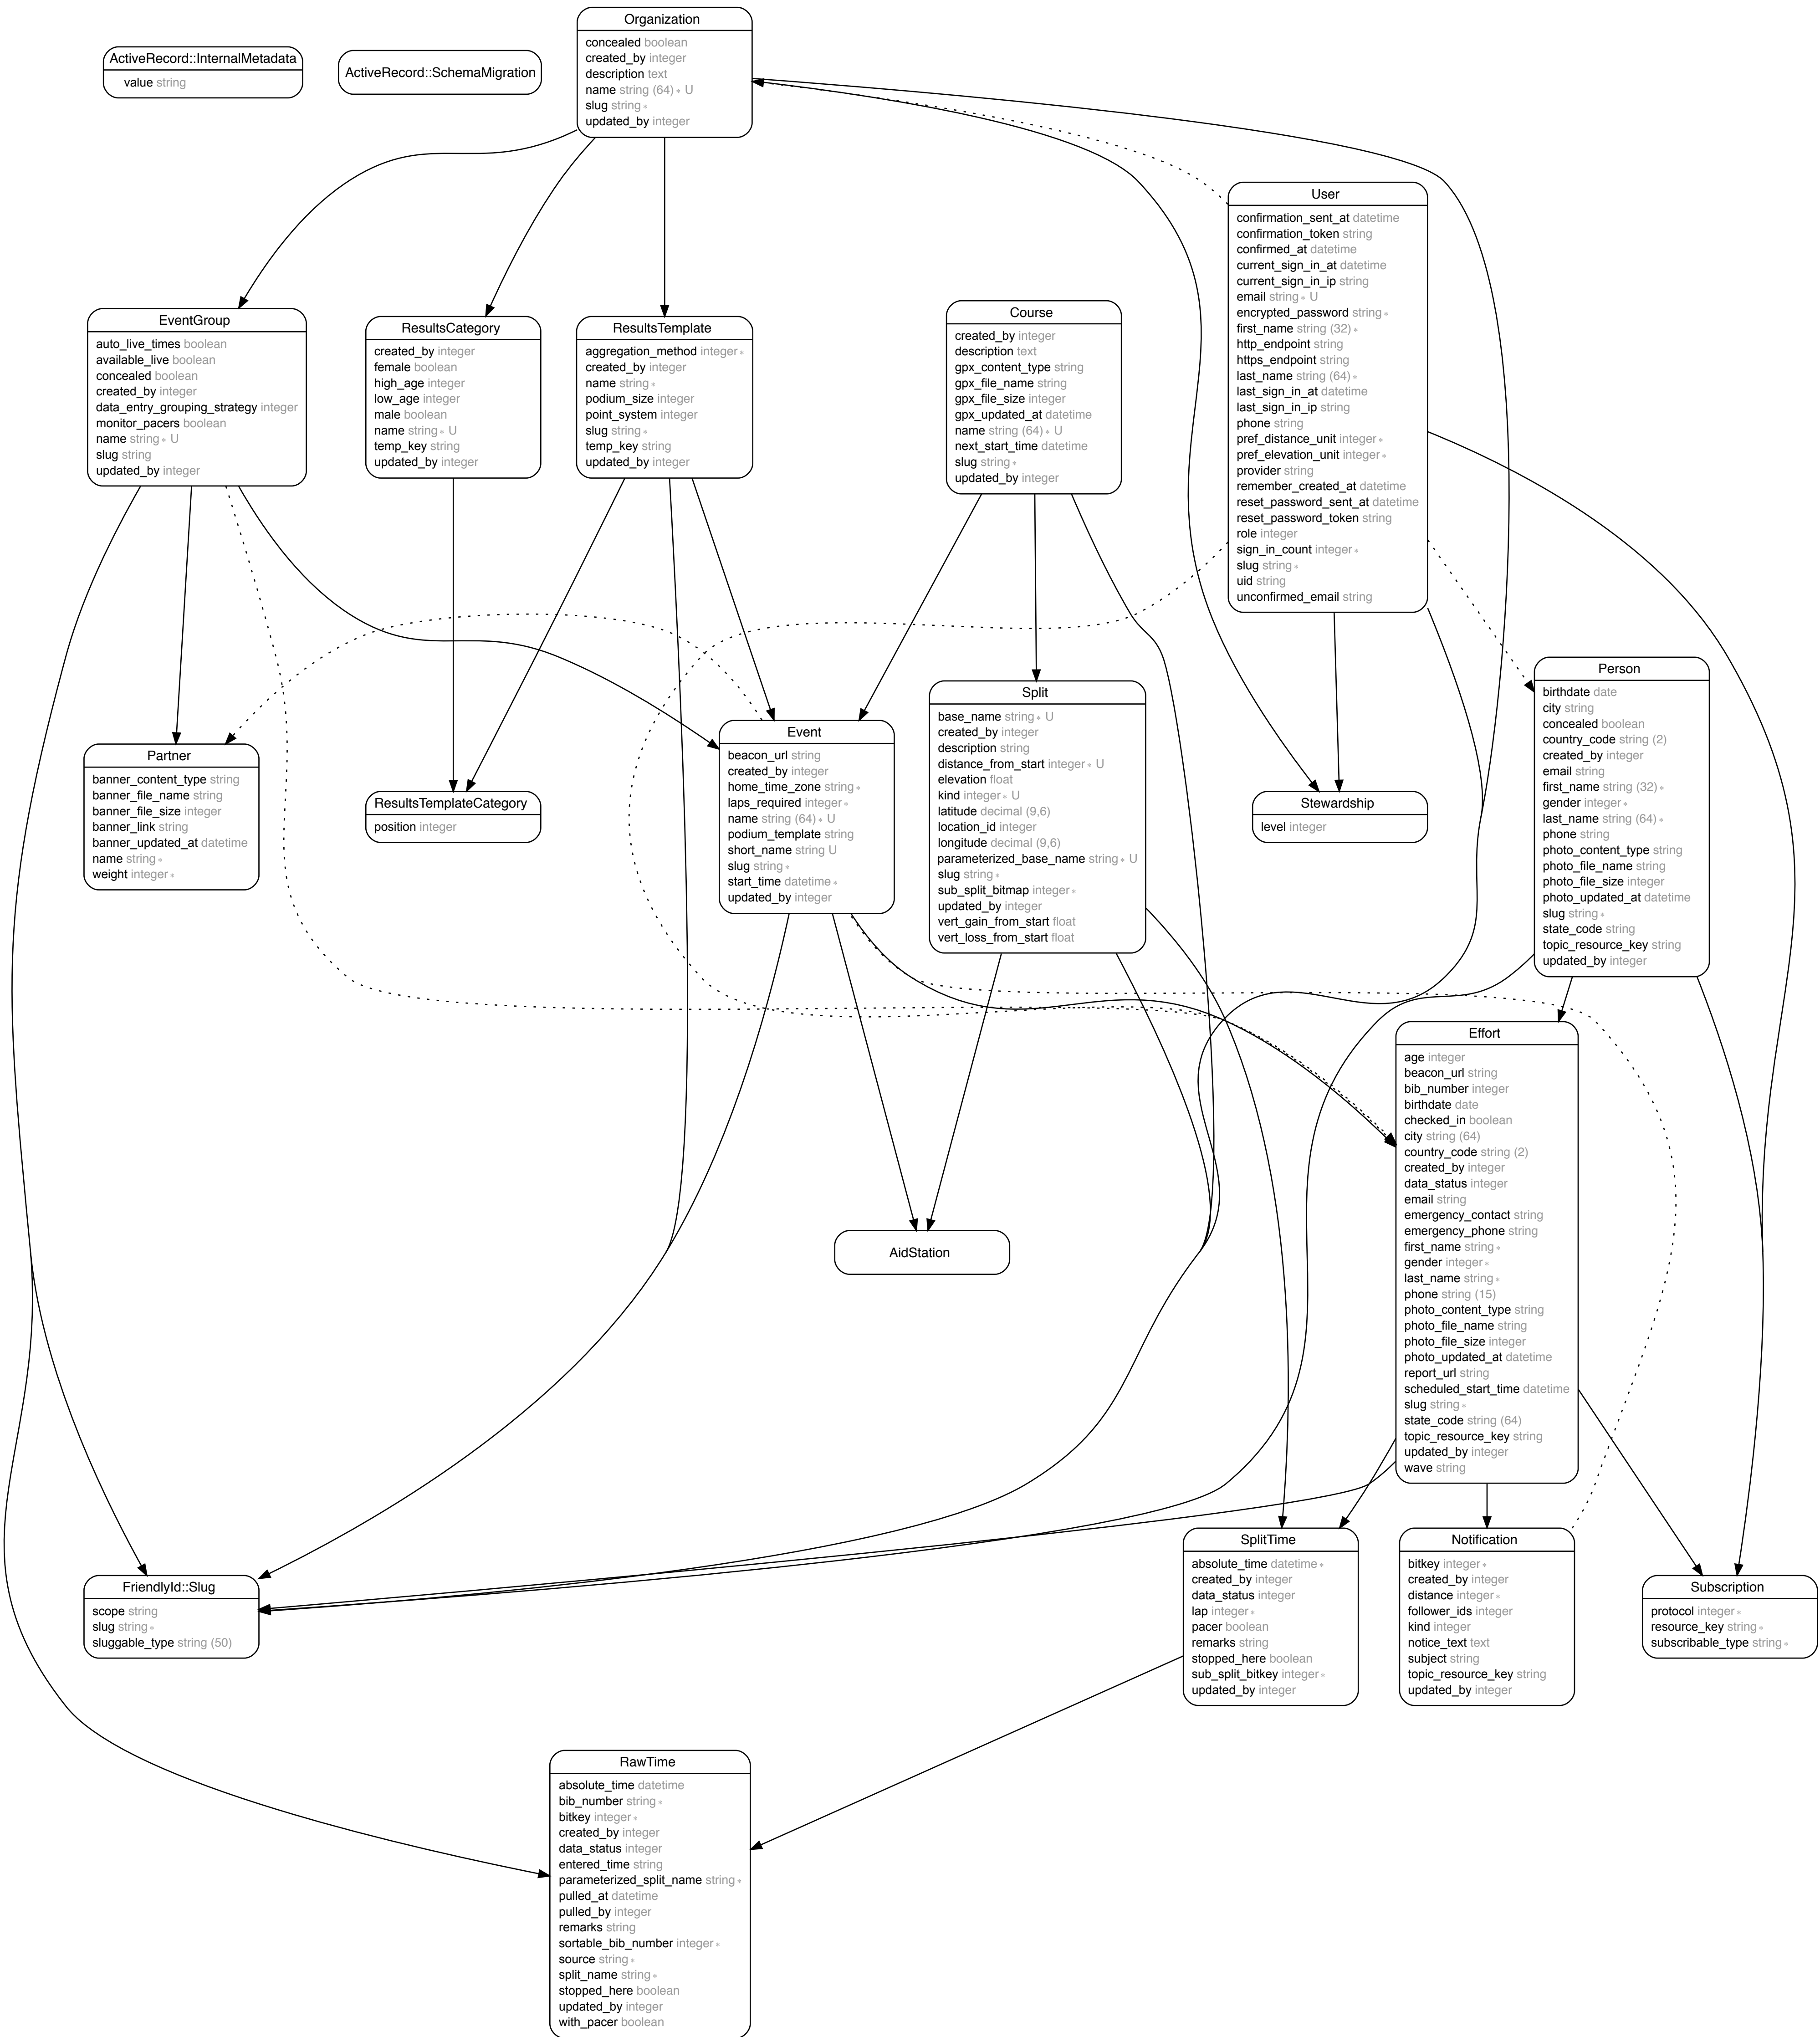 Organization
concealed boolean
created_by integer
description text
name string (64) ∗ U
slug string ∗
updated_by integer
ActiveRecord::InternalMetadata
value string
ActiveRecord::SchemaMigration
User
confirmation_sent_at datetime
confirmation_token string
confirmed_at datetime
current_sign_in_at datetime
current_sign_in_ip string
email string ∗ U
encrypted_password string ∗
first_name string (32) ∗
http_endpoint string
https_endpoint string
last_name string (64) ∗
last_sign_in_at datetime
last_sign_in_ip string
phone string
pref_distance_unit integer ∗
pref_elevation_unit integer ∗
provider string
remember_created_at datetime
reset_password_sent_at datetime
reset_password_token string
role integer
sign_in_count integer ∗
slug string ∗
uid string
unconfirmed_email string
EventGroup
auto_live_times boolean
available_live boolean
concealed boolean
created_by integer
data_entry_grouping_strategy integer
monitor_pacers boolean
name string ∗ U
slug string
updated_by integer
ResultsCategory
created_by integer
female boolean
high_age integer
low_age integer
male boolean
name string ∗ U
temp_key string
updated_by integer
ResultsTemplate
aggregation_method integer ∗
created_by integer
name string ∗
podium_size integer
point_system integer
slug string ∗
temp_key string
updated_by integer
Course
created_by integer
description text
gpx_content_type string
gpx_file_name string
gpx_file_size integer
gpx_updated_at datetime
name string (64) ∗ U
next_start_time datetime
slug string ∗
updated_by integer
Person
birthdate date
city string
concealed boolean
country_code string (2)
created_by integer
email string
first_name string (32) ∗
gender integer ∗
last_name string (64) ∗
phone string
photo_content_type string
photo_file_name string
photo_file_size integer
photo_updated_at datetime
slug string ∗
state_code string
topic_resource_key string
updated_by integer
Split
base_name string ∗ U
created_by integer
description string
distance_from_start integer ∗ U
elevation float
kind integer ∗ U
latitude decimal (9,6)
location_id integer
longitude decimal (9,6)
parameterized_base_name string ∗ U
slug string ∗
sub_split_bitmap integer ∗
updated_by integer
vert_gain_from_start float
vert_loss_from_start float
Event
beacon_url string
created_by integer
home_time_zone string ∗
laps_required integer ∗
name string (64) ∗ U
podium_template string
short_name string U
slug string ∗
start_time datetime ∗
updated_by integer
Partner
banner_content_type string
banner_file_name string
banner_file_size integer
banner_link string
banner_updated_at datetime
name string ∗
weight integer ∗
ResultsTemplateCategory
position integer
Stewardship
level integer
Effort
age integer
beacon_url string
bib_number integer
birthdate date
checked_in boolean
city string (64)
country_code string (2)
created_by integer
data_status integer
email string
emergency_contact string
emergency_phone string
first_name string ∗
gender integer ∗
last_name string ∗
phone string (15)
photo_content_type string
photo_file_name string
photo_file_size integer
photo_updated_at datetime
report_url string
scheduled_start_time datetime
slug string ∗
state_code string (64)
topic_resource_key string
updated_by integer
wave string
AidStation
SplitTime
absolute_time datetime ∗
created_by integer
data_status integer
lap integer ∗
pacer boolean
remarks string
stopped_here boolean
sub_split_bitkey integer ∗
updated_by integer
Notification
bitkey integer ∗
created_by integer
distance integer ∗
follower_ids integer
kind integer
notice_text text
subject string
topic_resource_key string
updated_by integer
FriendlyId::Slug
scope string
slug string ∗
sluggable_type string (50)
Subscription
protocol integer ∗
resource_key string ∗
subscribable_type string ∗
RawTime
absolute_time datetime
bib_number string ∗
bitkey integer ∗
created_by integer
data_status integer
entered_time string
parameterized_split_name string ∗
pulled_at datetime
pulled_by integer
remarks string
sortable_bib_number integer ∗
source string ∗
split_name string ∗
stopped_here boolean
updated_by integer
with_pacer boolean